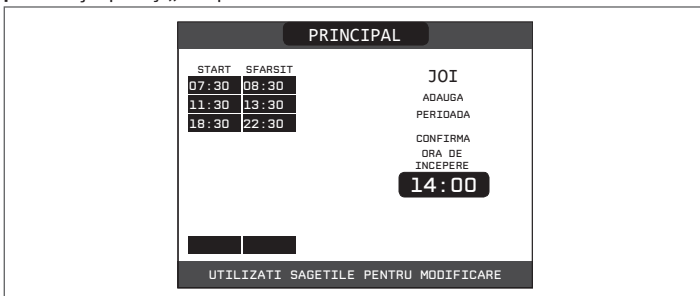 PRINCIPAL
START SFARSIT
07:30 08:30
11:30 13:30
18:30 22:30
JOI
ADAUGA
PERIOADA
CONFIRMA
ORA DE
INCEPERE
14:00
UTILIZATI SAGETILE PENTRU MODIFICARE